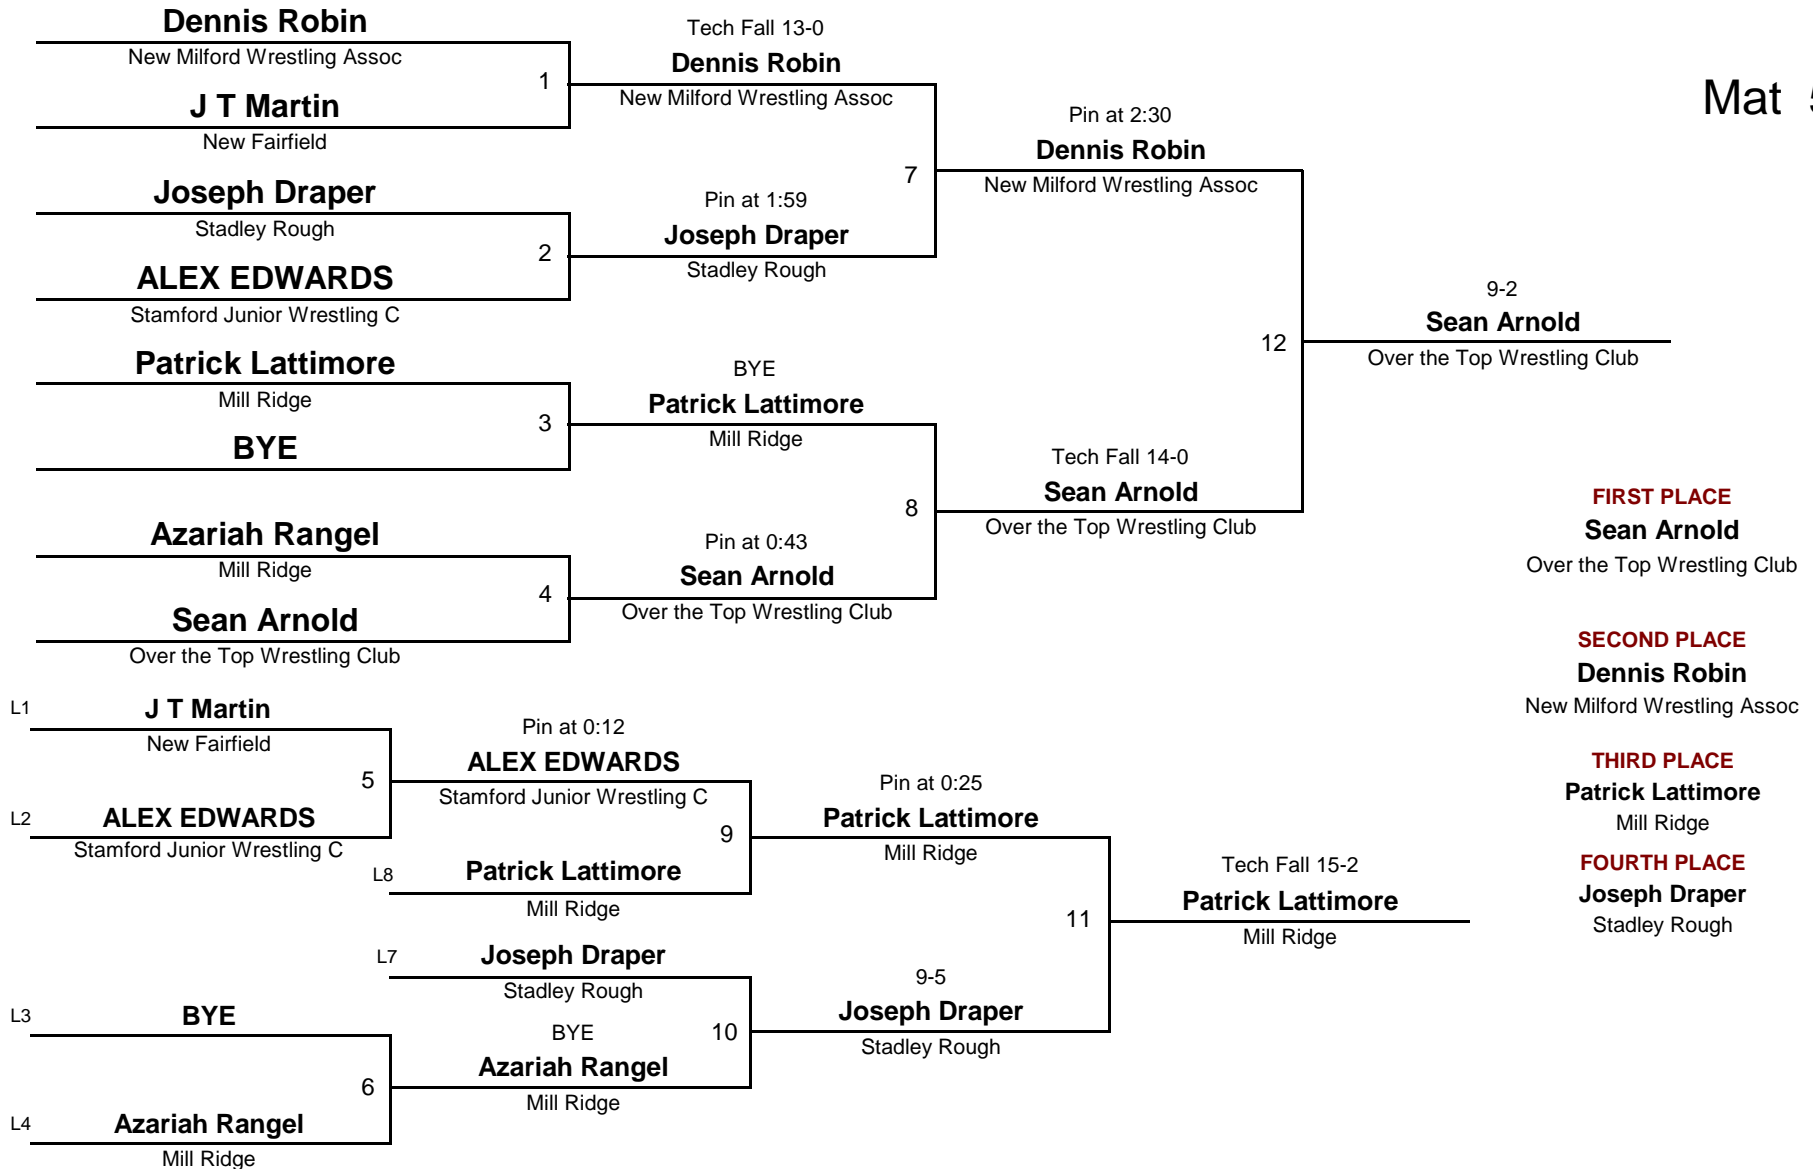 Dennis Robin
New Milford Wrestling Assoc
1
J T Martin
New Fairfield
Joseph Draper
Stadley Rough
2
ALEX EDWARDS
Stamford Junior Wrestling C
Patrick Lattimore
Mill Ridge
3
BYE
Azariah Rangel
Mill Ridge
4
Sean Arnold
Over the Top Wrestling Club
Tech Fall 13-0
Dennis Robin
New Milford Wrestling Assoc
7
Pin at 1:59
Joseph Draper
Stadley Rough
BYE
Patrick Lattimore
Mill Ridge
8
Pin at 0:43
Sean Arnold
Over the Top Wrestling Club
Pin at 2:30
Dennis Robin
New Milford Wrestling Assoc
12
Tech Fall 14-0
Sean Arnold
Over the Top Wrestling Club
9-2
Sean Arnold
Over the Top Wrestling Club
Mat 5
L1 J T Martin
New Fairfield
5
L2 ALEX EDWARDS
Stamford Junior Wrestling C
L3 BYE
6
L4 Azariah Rangel
Mill Ridge
Pin at 0:12
ALEX EDWARDS
Stamford Junior Wrestling C
9
L8 Patrick Lattimore
Mill Ridge
L7 Joseph Draper
Stadley Rough
10
BYE
Azariah Rangel
Mill Ridge
Pin at 0:25
Patrick Lattimore
Mill Ridge
11
9-5
Joseph Draper
Stadley Rough
Tech Fall 15-2
Patrick Lattimore
Mill Ridge
FIRST PLACE
Sean Arnold
Over the Top Wrestling Club
SECOND PLACE
Dennis Robin
New Milford Wrestling Assoc
THIRD PLACE
Patrick Lattimore
Mill Ridge
FOURTH PLACE
Joseph Draper
Stadley Rough